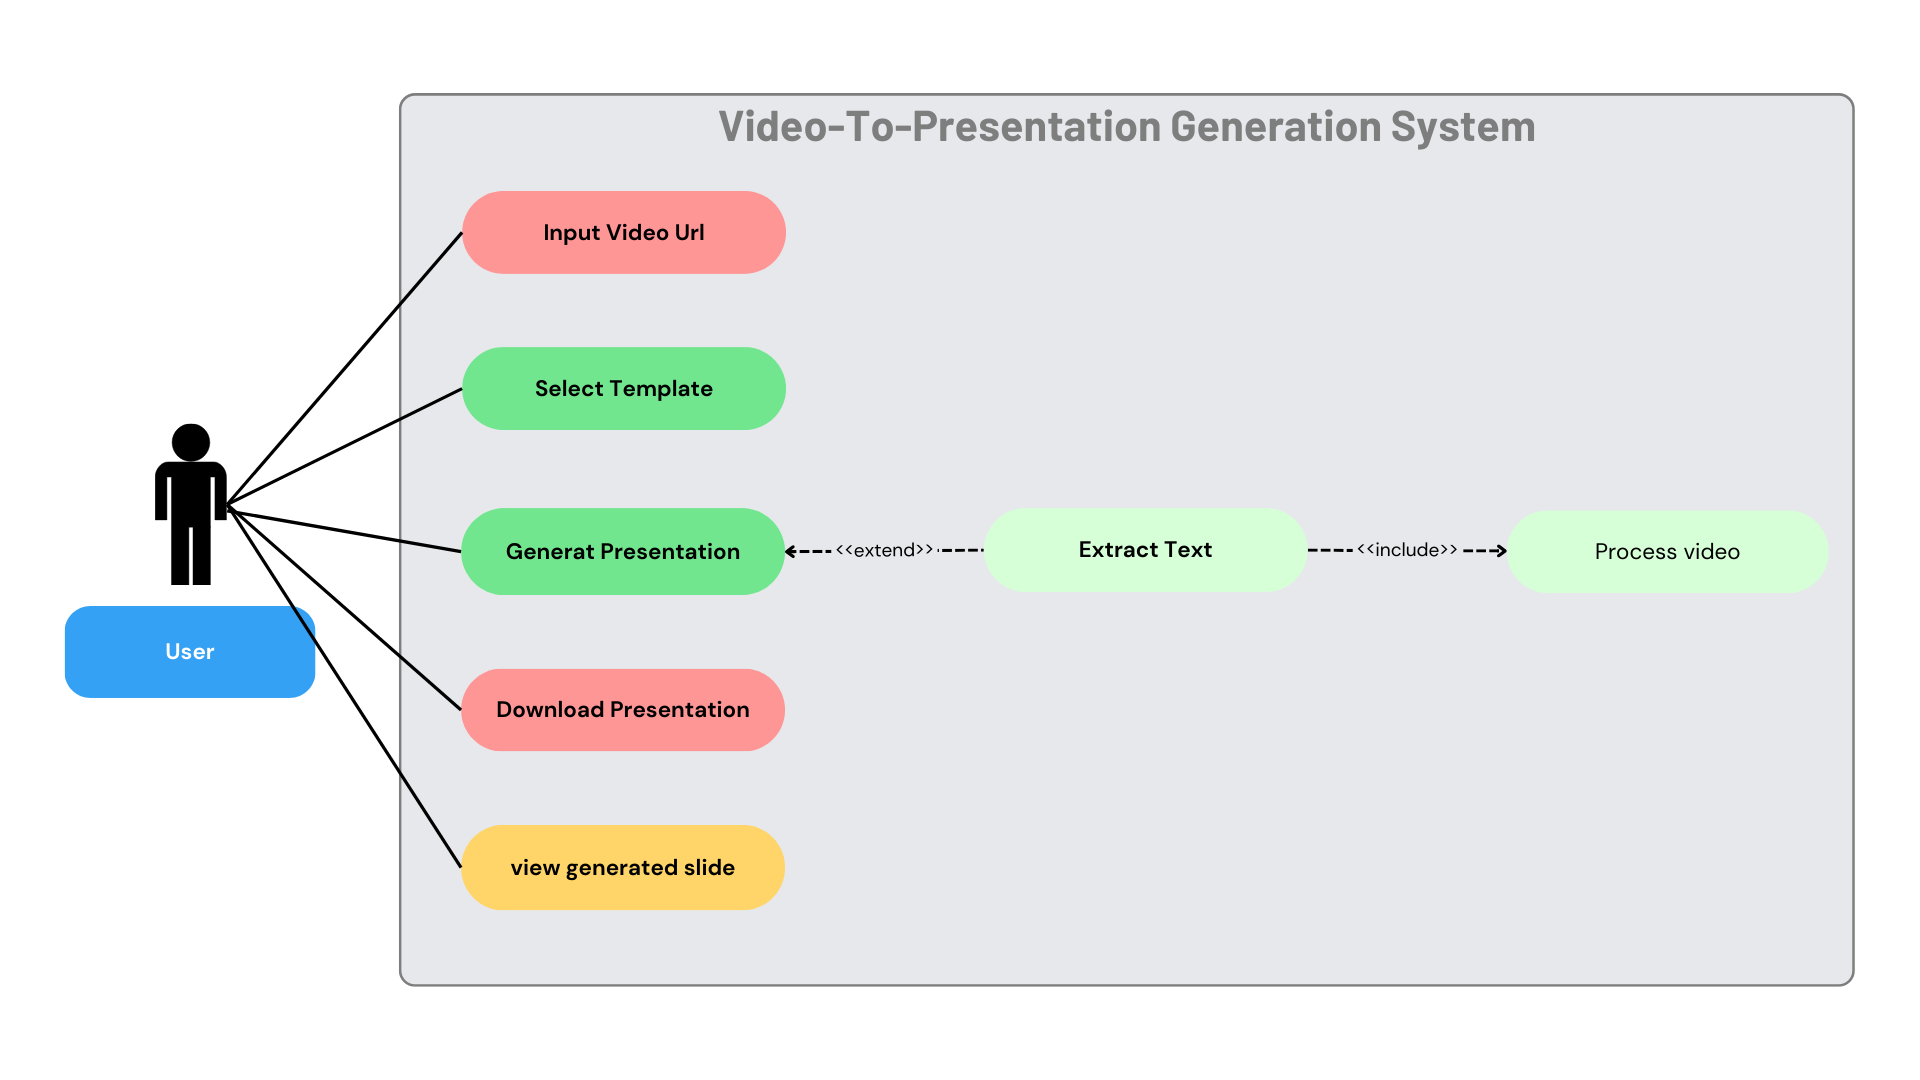 Video-To-Presentation Generation System
Input Video Url
Select Template
Generat Presentation
<<extend>>
Extract Text
<<include>>
Process video
User
Download Presentation
view generated slide